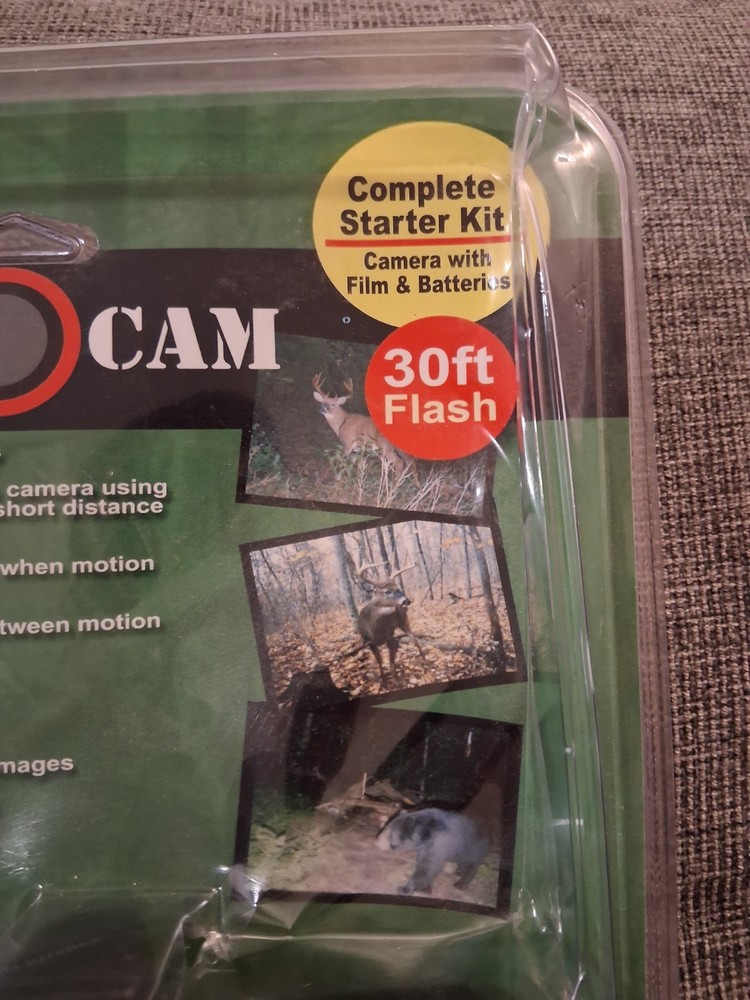 Complete
Starter Kit
Camera with
Film & Batteries
CAM
30ft
Flash
camera using
short distance
when motion
tween motion
mages